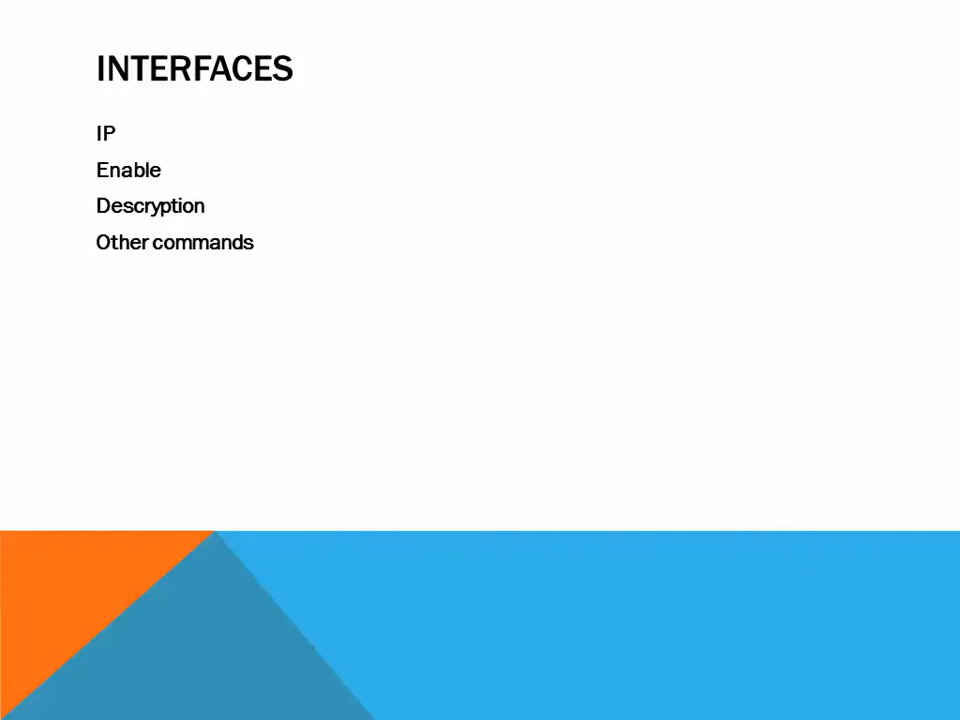 INTERFACES
IP
Enable
Descryption
Other commands